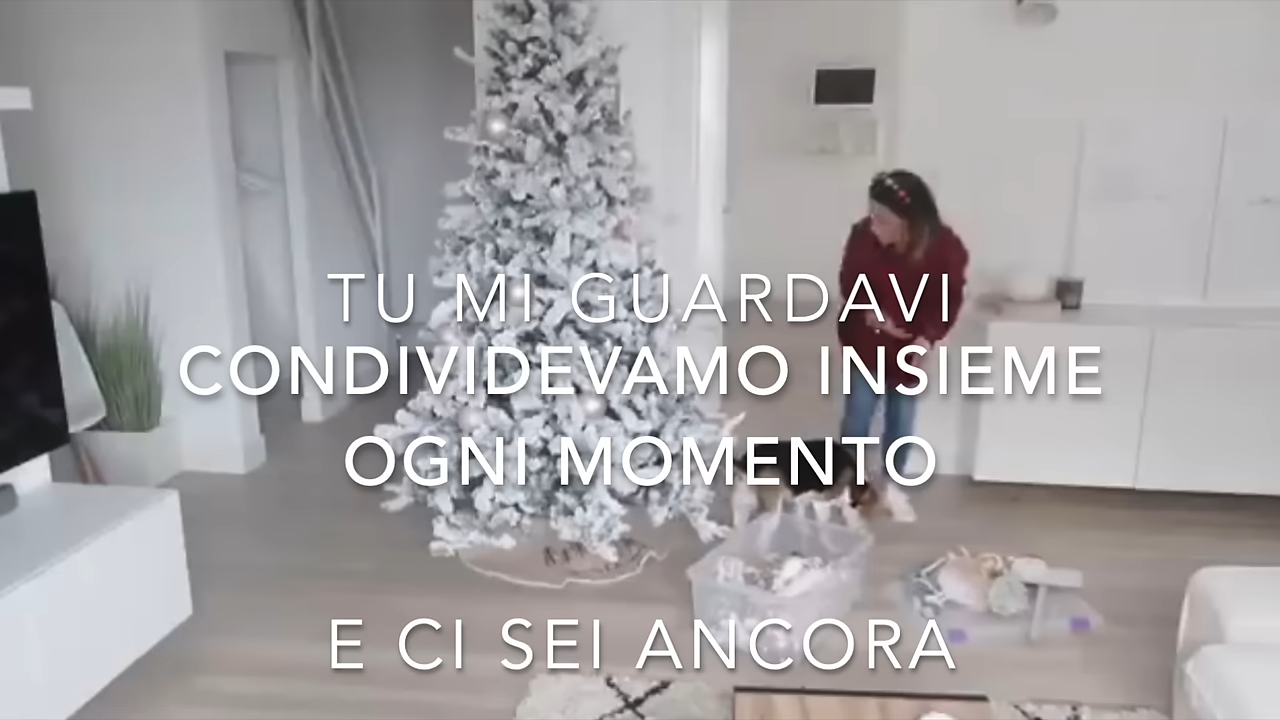 TU MI GUARDAVI
CONDIVIDEVAMO INSIEME
OGNI MOMENTO
E CI SEI ANCORA